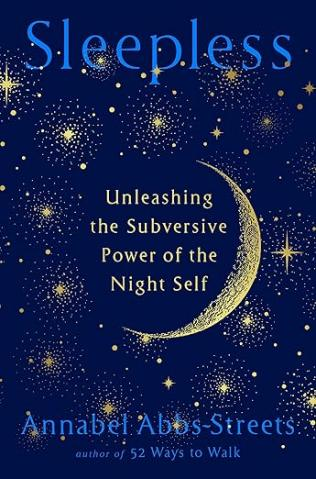 Sleepless
Unleashing
the Subversive
Power of the
Night Self
Annabel Abbs-Streets
author of 52 Ways to Walk